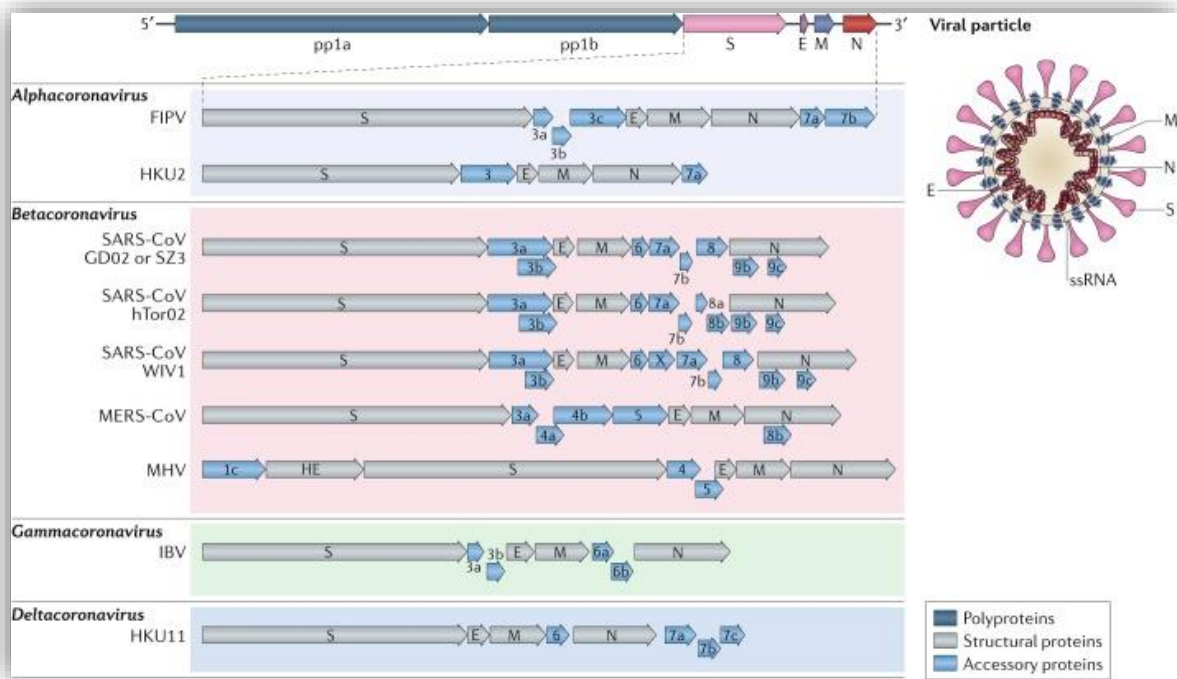 5′ 3′ Viral particle
pp1a pp1b S E M N
Alphacoronavirus
FIPV S 3a 3b 3c E M N 7a 7b
HKU2 S 3 E M N 7a
Betacoronavirus
SARS-CoV
GD02 or SZ3 S 3a 3b E M 6 7a 7b 8 N 9b 9c
SARS-CoV
hTor02 S 3a 3b E M 6 7a 7b 8a 8b N 9b 9c
SARS-CoV
WIV1 S 3a 3b E M 6 X 7a 7b 8 N 9b 9c
MERS-CoV S 3a 4a 4b 5 E M N 8b
MHV 1c HE S 4 5 E M N
Gammacoronavirus
IBV S 3a 3b E M 6a 6b N
Deltacoronavirus
HKU11 S E M 6 N 7a 7b 7c
M
N
E
S
ssRNA
Polyproteins
Structural proteins
Accessory proteins